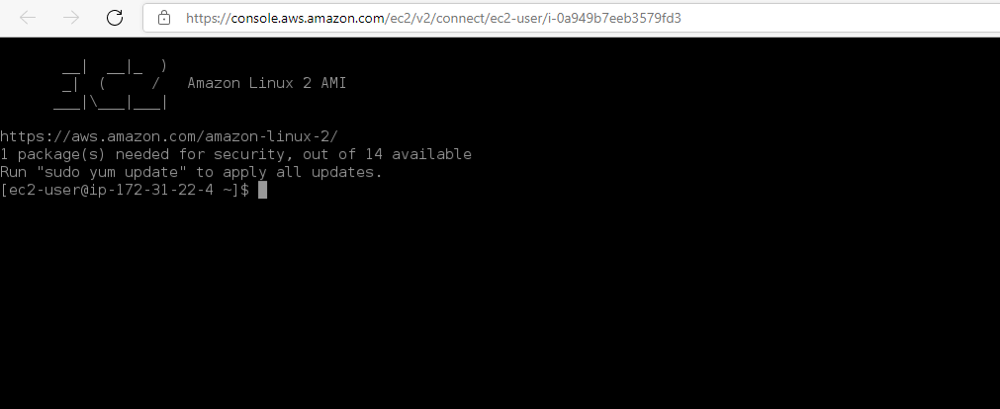 https://console.aws.amazon.com/ec2/v2/connect/ec2-user/i-0a949b7eeb3579fd3
       __|  __|_  )
       _|  (     /   Amazon Linux 2 AMI
      ___|\___|___|
https://aws.amazon.com/amazon-linux-2/
1 package(s) needed for security, out of 14 available
Run "sudo yum update" to apply all updates.
[ec2-user@ip-172-31-22-4 ~]$